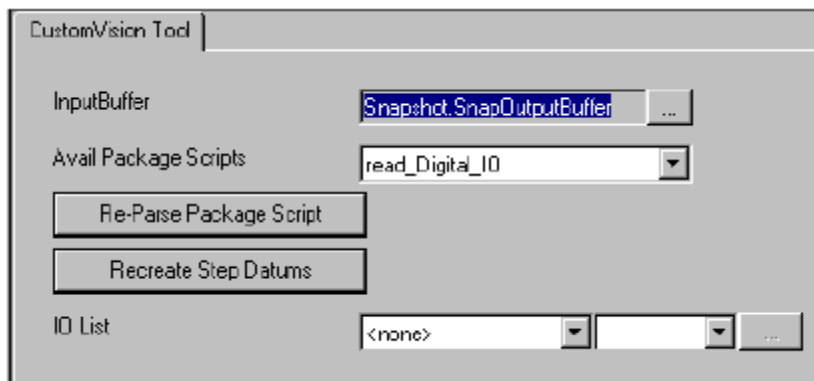 CustomVision Tool
InputBuffer Snapshot.SnapOutputBuffer ...
Avail Package Scripts read_Digital_IO
Re-Parse Package Script
Recreate Step Datums
IO List <none> ...